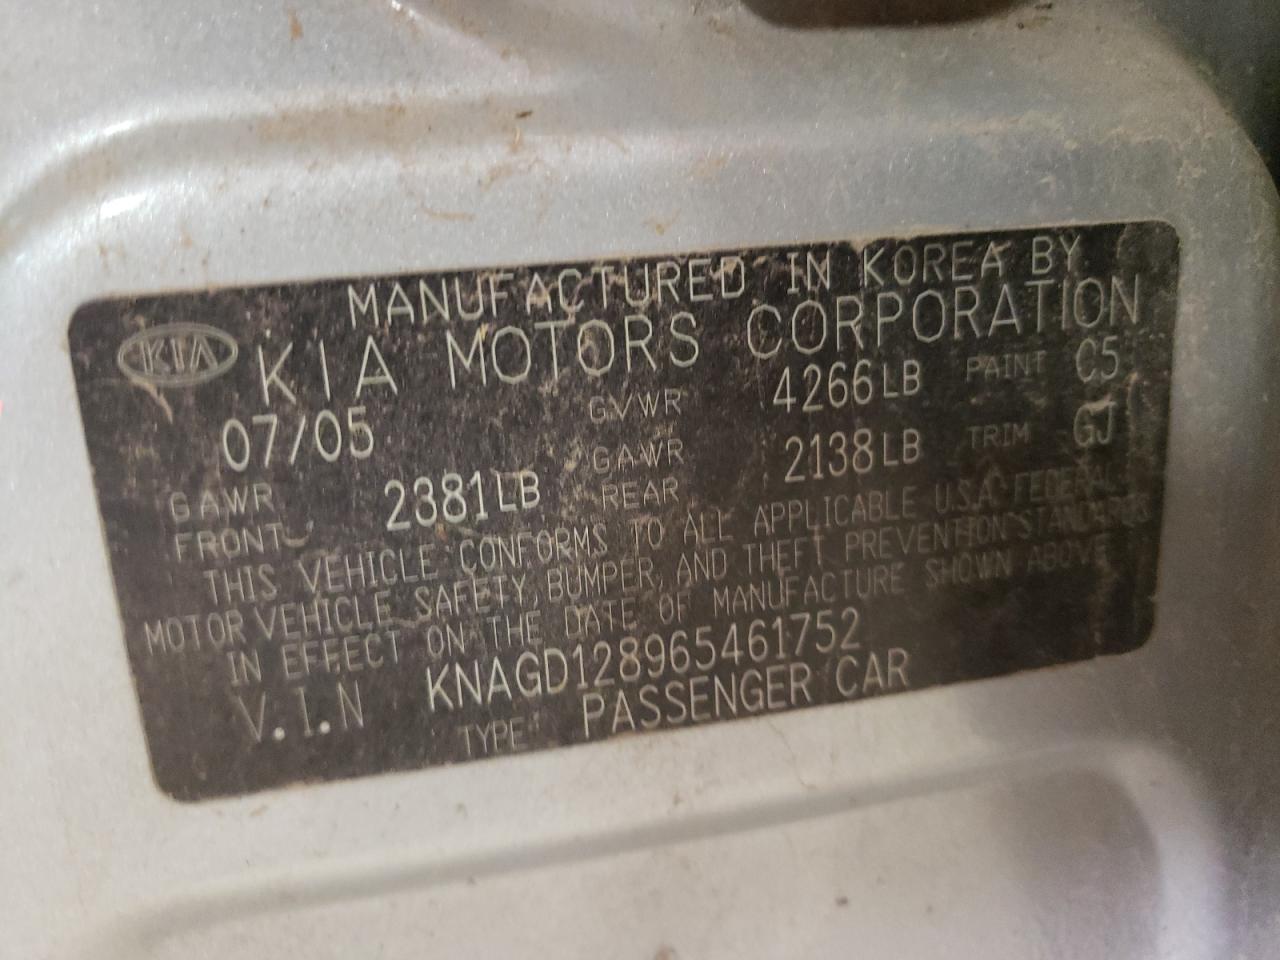 MANUFACTURED IN KOREA BY
KIA KIA MOTORS CORPORATION
07/05 GVWR 4266LB PAINT C5
GAWR FRONT 2381LB GAWR REAR 2138LB TRIM GJ
THIS VEHICLE CONFORMS TO ALL APPLICABLE U.S.A. FEDERAL
MOTOR VEHICLE SAFETY, BUMPER, AND THEFT PREVENTION STANDARDS
IN EFFECT ON THE DATE OF MANUFACTURE SHOWN ABOVE
V.I.N KNAGD128965461752
TYPE PASSENGER CAR